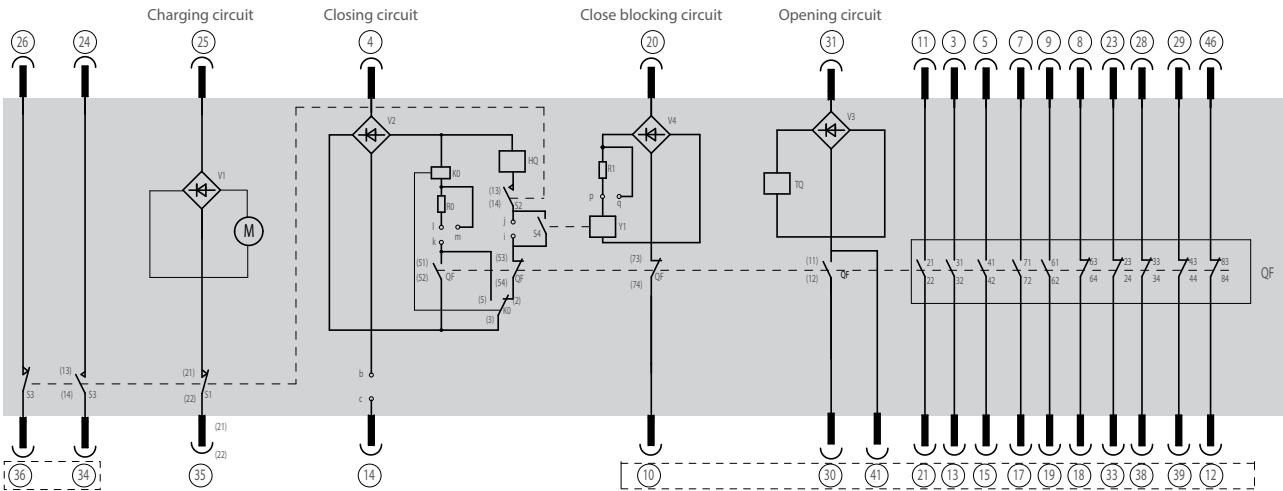 Charging circuit Closing circuit Close blocking circuit Opening circuit
26 24 25 4 20 31 11 3 5 7 9 8 23 28 29 46
V2 V4 V3
HQ
K0 R1 TQ
V1 (13) p q
R0 (14) S2
l m j Y1
M k i S4
(51) (53) (73) (11) 21 31 41 71 61 63 23 33 43 83
(52) QF (54) QF (74) QF (12) QF 22 32 42 72 62 64 24 34 44 84 QF
(5) (2)
K0
(3)
(13) (21) b
S3 (14) S3 (22) S1
c
(21)
(22)
36 34 35 14 10 30 41 21 13 15 17 19 18 33 38 39 12